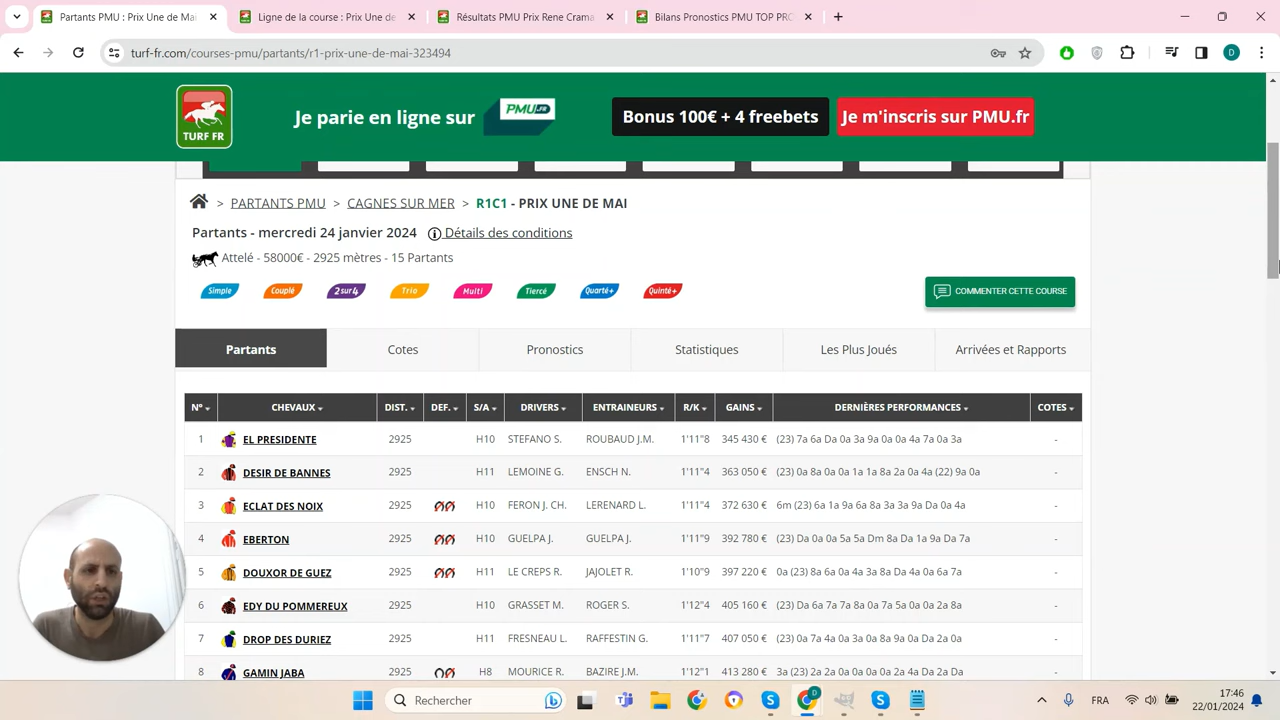 Partants PMU : Prix Une de Mai
Ligne de la course : Prix Une de
Résultats PMU Prix Rene Crama
Bilans Pronostics PMU TOP PRO
turf-fr.com/courses-pmu/partants/r1-prix-une-de-mai-323494
D
TURF FR
Je parie en ligne sur
PMU.FR
Bonus 100€ + 4 freebets
Je m'inscris sur PMU.fr
> PARTANTS PMU > CAGNES SUR MER > R1C1 - PRIX UNE DE MAI
Partants - mercredi 24 janvier 2024 Détails des conditions
Attelé - 58000€ - 2925 mètres - 15 Partants
Simple Couplé 2sur4 Trio Multi Tiercé Quarté+ Quinté+
COMMENTER CETTE COURSE
Partants Cotes Pronostics Statistiques Les Plus Joués Arrivées et Rapports
N° CHEVAUX DIST. DEF. S/A DRIVERS ENTRAINEURS R/K GAINS DERNIÈRES PERFORMANCES COTES
1 EL PRESIDENTE 2925 H10 STEFANO S. ROUBAUD J.M. 1'11"8 345 430 € (23) 7a 6a Da 0a 3a 9a 0a 0a 4a 7a 0a 3a -
2 DESIR DE BANNES 2925 H11 LEMOINE G. ENSCH N. 1'11"4 363 050 € (23) 0a 8a 0a 0a 1a 1a 8a 2a 0a 4a (22) 9a 0a -
3 ECLAT DES NOIX 2925 H10 FERON J. CH. LERENARD L. 1'11"4 372 630 € 6m (23) 6a 1a 9a 6a 8a 3a 3a 9a Da 0a 4a -
4 EBERTON 2925 H10 GUELPA J. GUELPA J. 1'11"9 392 780 € (23) Da 0a 0a 5a 5a Dm 8a Da 1a 9a Da 7a -
5 DOUXOR DE GUEZ 2925 H11 LE CREPS R. JAJOLET R. 1'10"9 397 220 € 0a (23) 8a 6a 0a 4a 3a 8a Da 4a 0a 6a 7a -
6 EDY DU POMMEREUX 2925 H10 GRASSET M. ROGER S. 1'12"4 405 160 € (23) Da 6a 7a 7a 8a 0a 7a 5a 0a 0a 2a 8a -
7 DROP DES DURIEZ 2925 H11 FRESNEAU L. RAFFESTIN G. 1'11"7 407 050 € (23) 0a 7a 4a 0a 3a 0a 8a 9a 0a Da 2a 0a -
8 GAMIN JABA 2925 H8 MOURICE R. BAZIRE J.M. 1'12"1 413 280 € 3a (23) 2a 2a 0a 0a 0a 0a 2a 4a Da 2a Da -
Rechercher
FRA
17:46
22/01/2024